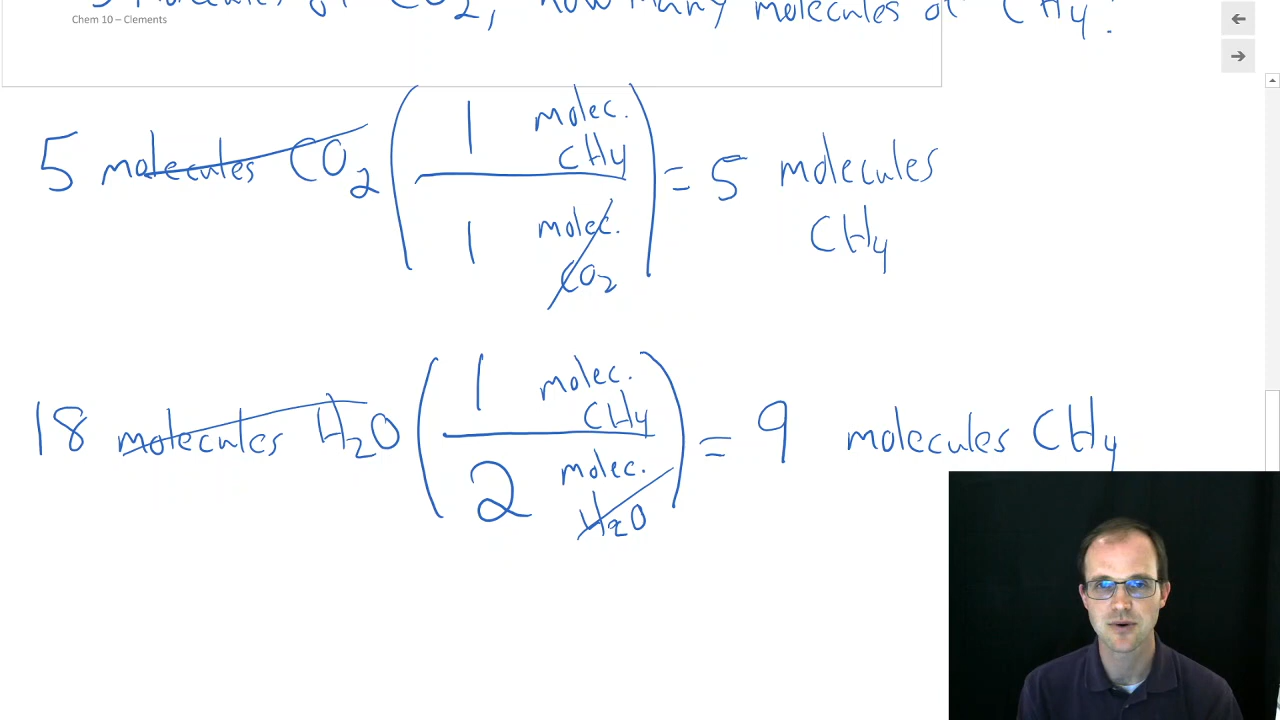 5 molecules of CO2, how many molecules of CH4?
Chem 10 – Clements
5 molecules CO2 ( 1 molec. CH4 / 1 molec. CO2 ) = 5 molecules CH4
18 molecules H2O ( 1 molec. CH4 / 2 molec. H2O ) = 9 molecules CH4